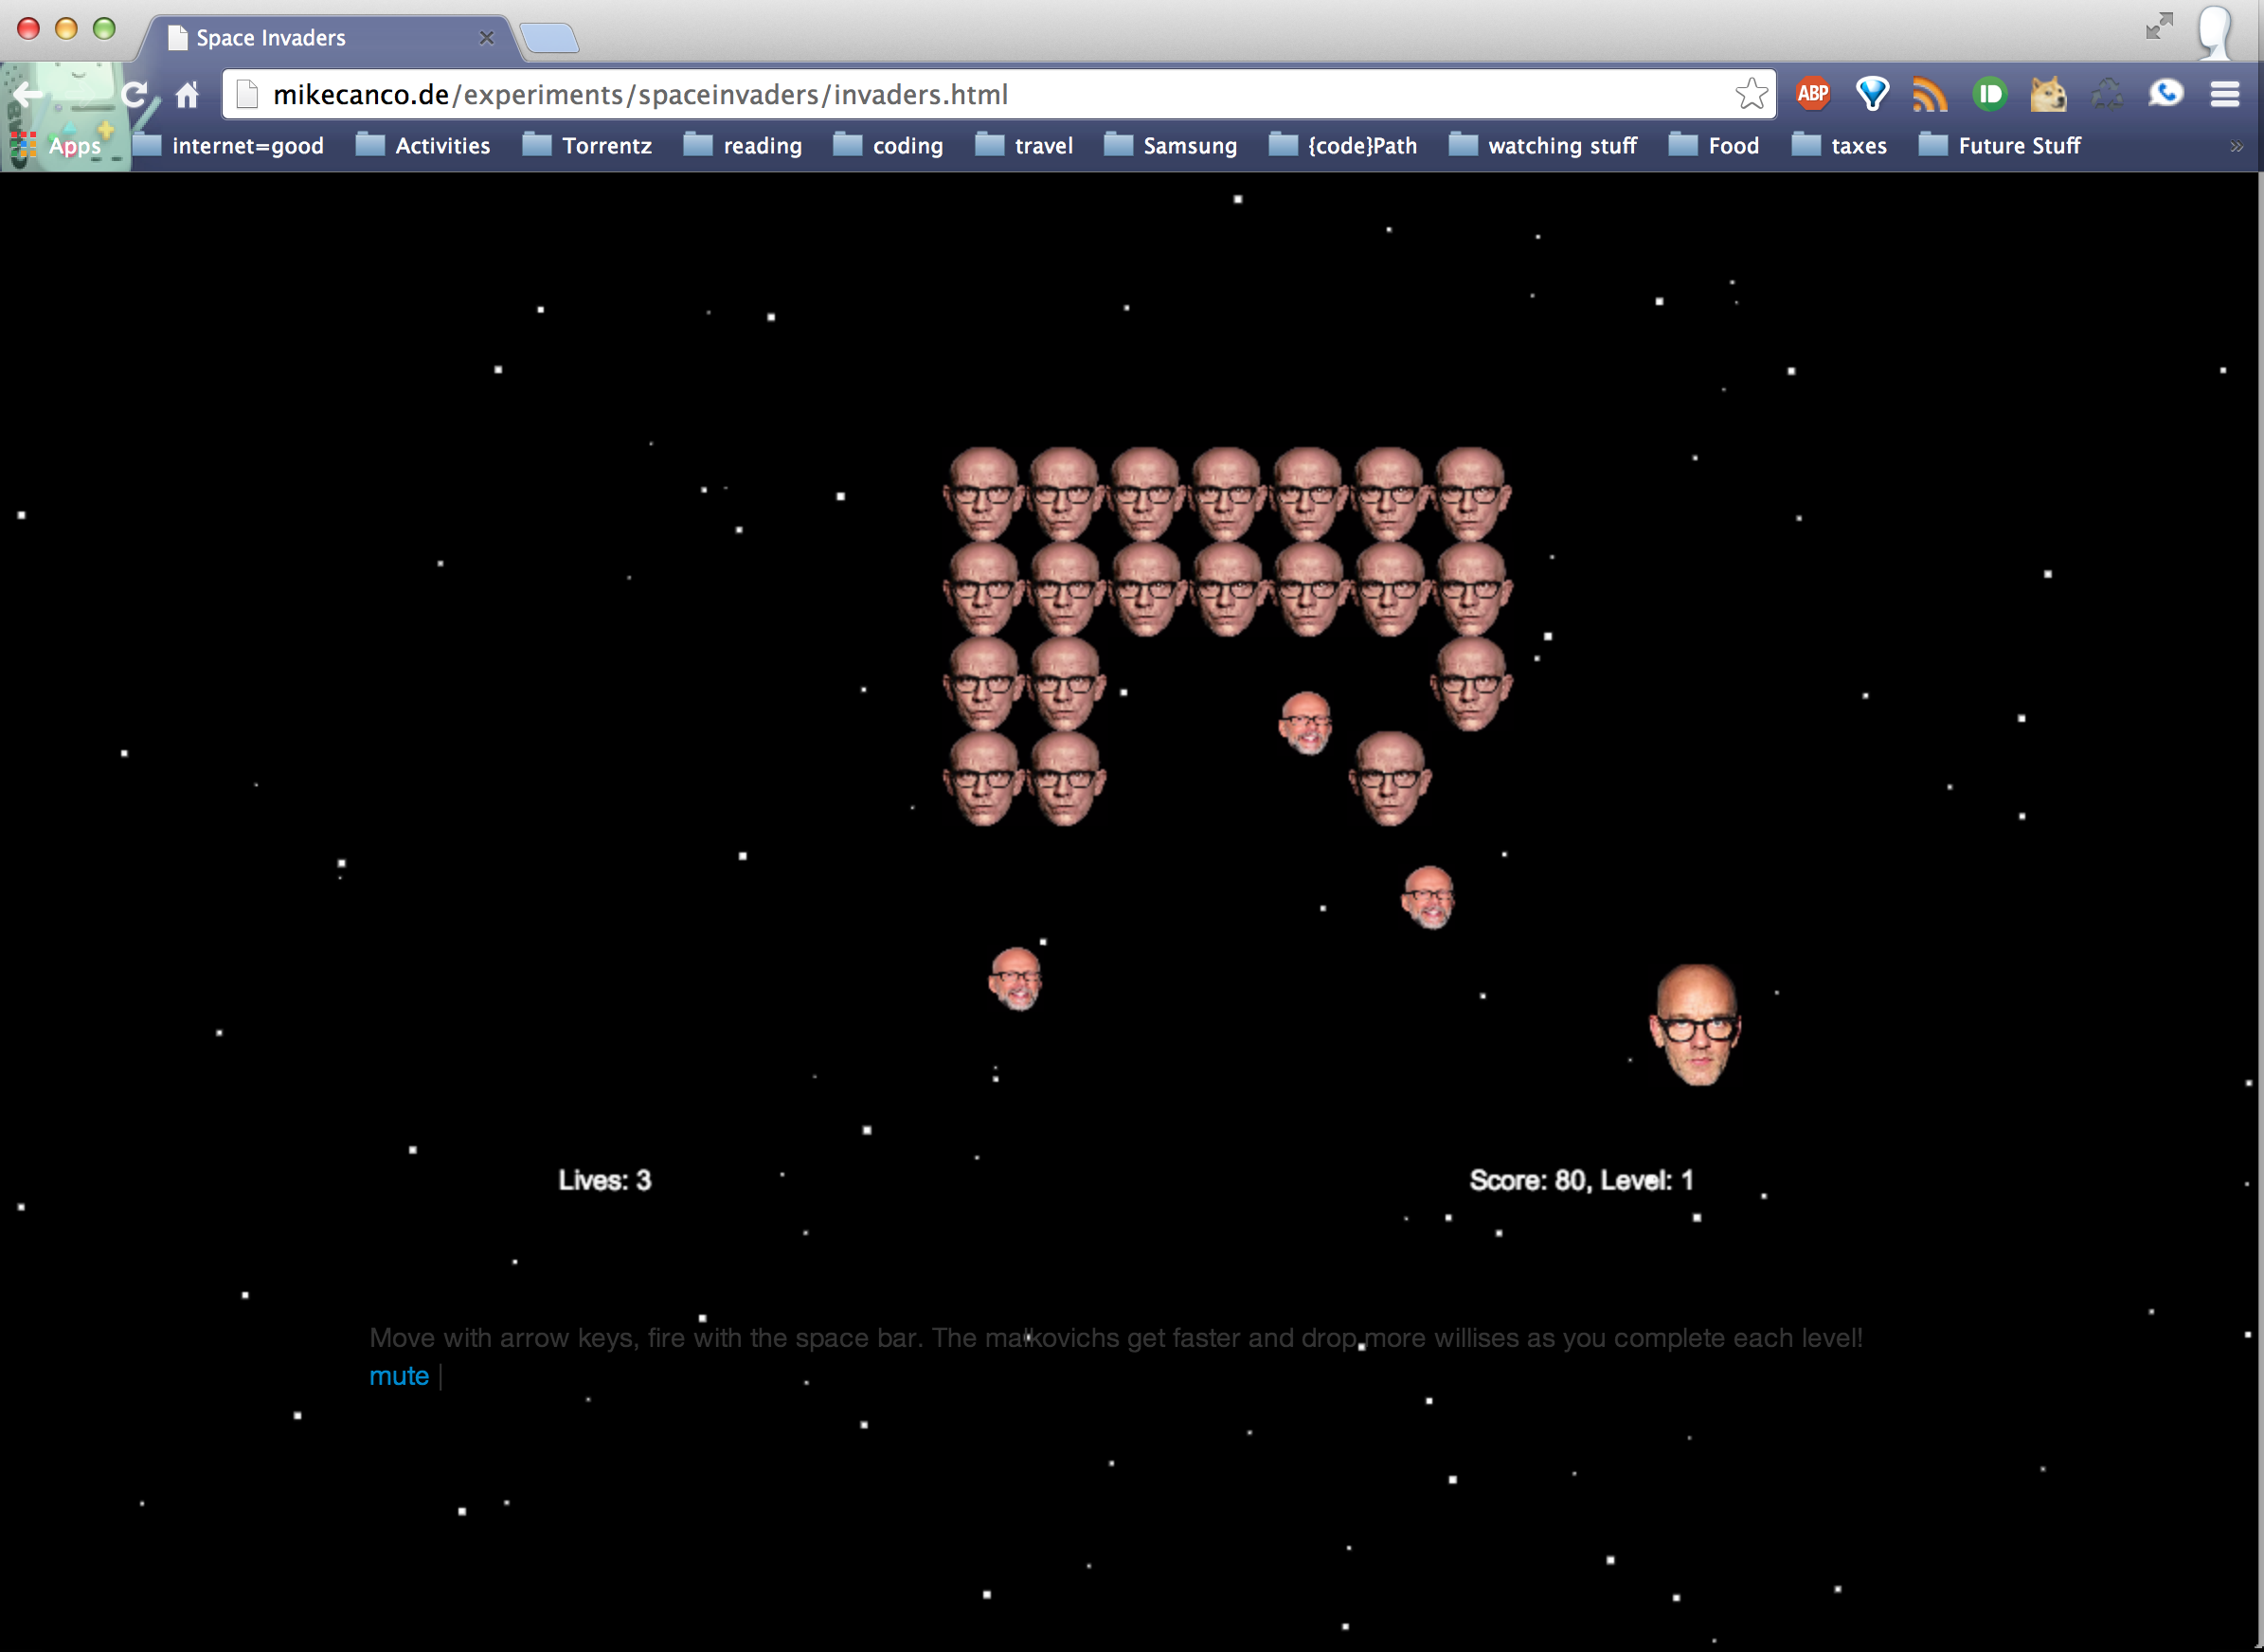 Space Invaders
mikecanco.de/experiments/spaceinvaders/invaders.html
ABP
Apps internet=good Activities Torrentz reading coding travel Samsung {code}Path watching stuff Food taxes Future Stuff »
Lives: 3 Score: 80, Level: 1
Move with arrow keys, fire with the space bar. The malkovichs get faster and drop more willises as you complete each level!
mute |